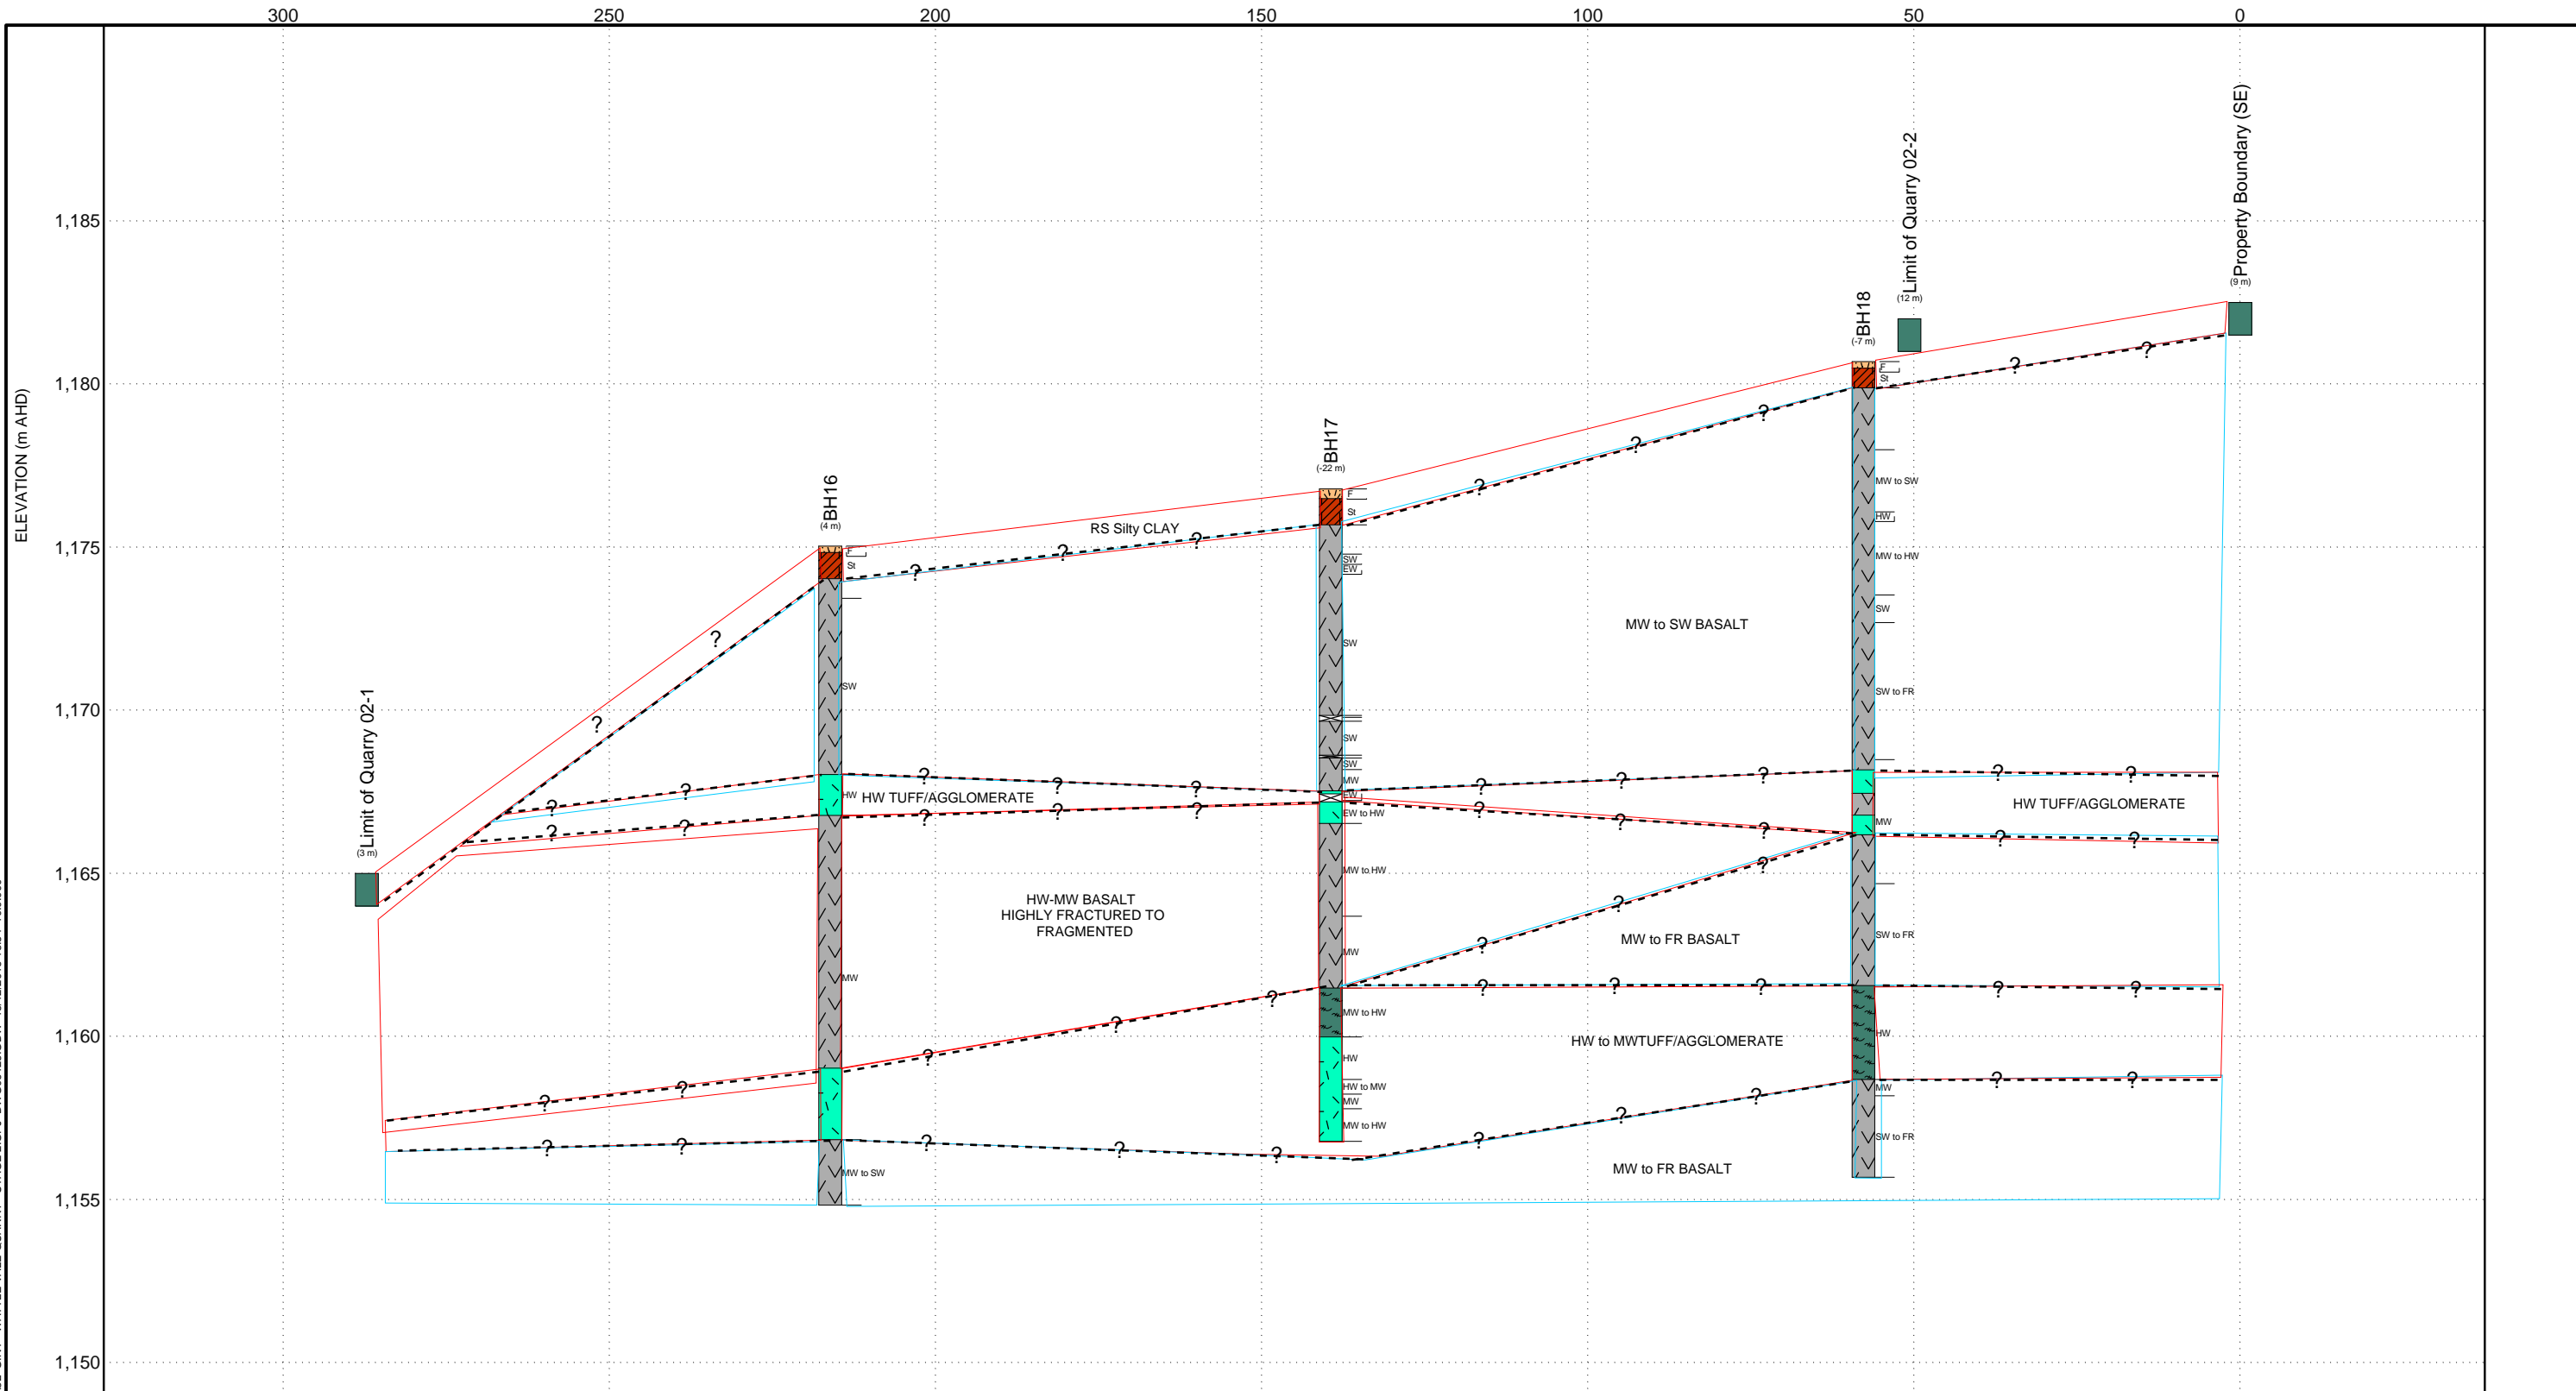 300 250 200 150 100 50 0
Property Boundary (SE)
(9 m)
Limit of Quarry 02-2
(12 m)
1,185
BH18
(-7 m)
1,180
ELEVATION (m AHD)
F
St
BH17
(-22 m)
F
St
MW to SW
HW
BH16
(4 m)
RS Silty CLAY
1,175
F
St
SW
EW
MW to HW
SW
MW to SW BASALT
SW
SW
SW to FR
Limit of Quarry 02-1
(3 m)
1,170
SW
SW
MW
HW
HW TUFF/AGGLOMERATE
EW
EW to HW
HW TUFF/AGGLOMERATE
MW
1,165
MW to HW
HW-MW BASALT
HIGHLY FRACTURED TO
FRAGMENTED
MW
MW to FR BASALT
SW to FR
MW
1,160
MW to HW
HW to MWTUFF/AGGLOMERATE
HW
HW
HW to MW
MW
MW
MW to HW
SW to FR
MW to SW
MW to FR BASALT
1,155
1,150